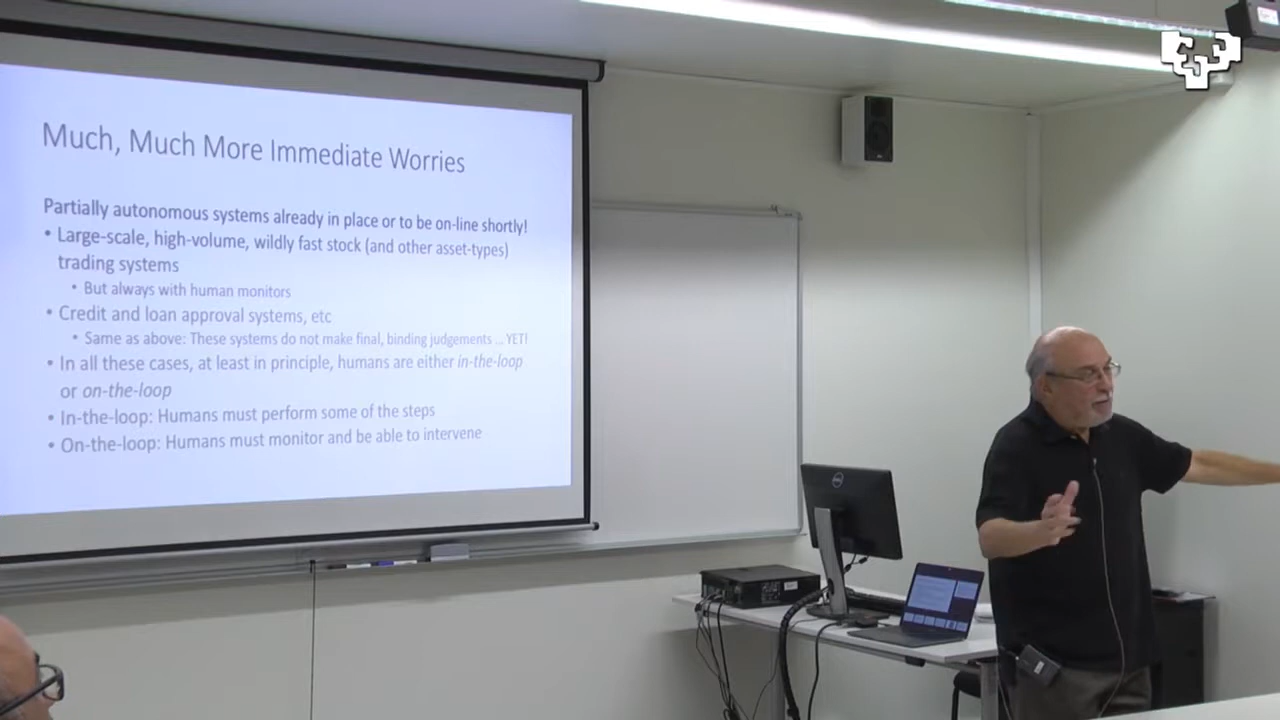 Much, Much More Immediate Worries
Partially autonomous systems already in place or to be on-line shortly!
• Large-scale, high-volume, wildly fast stock (and other asset-types)
trading systems
• But always with human monitors
• Credit and loan approval systems, etc
• Same as above: These systems do not make final, binding judgements ... YET!
• In all these cases, at least in principle, humans are either in-the-loop
or on-the-loop
• In-the-loop: Humans must perform some of the steps
• On-the-loop: Humans must monitor and be able to intervene
DELL